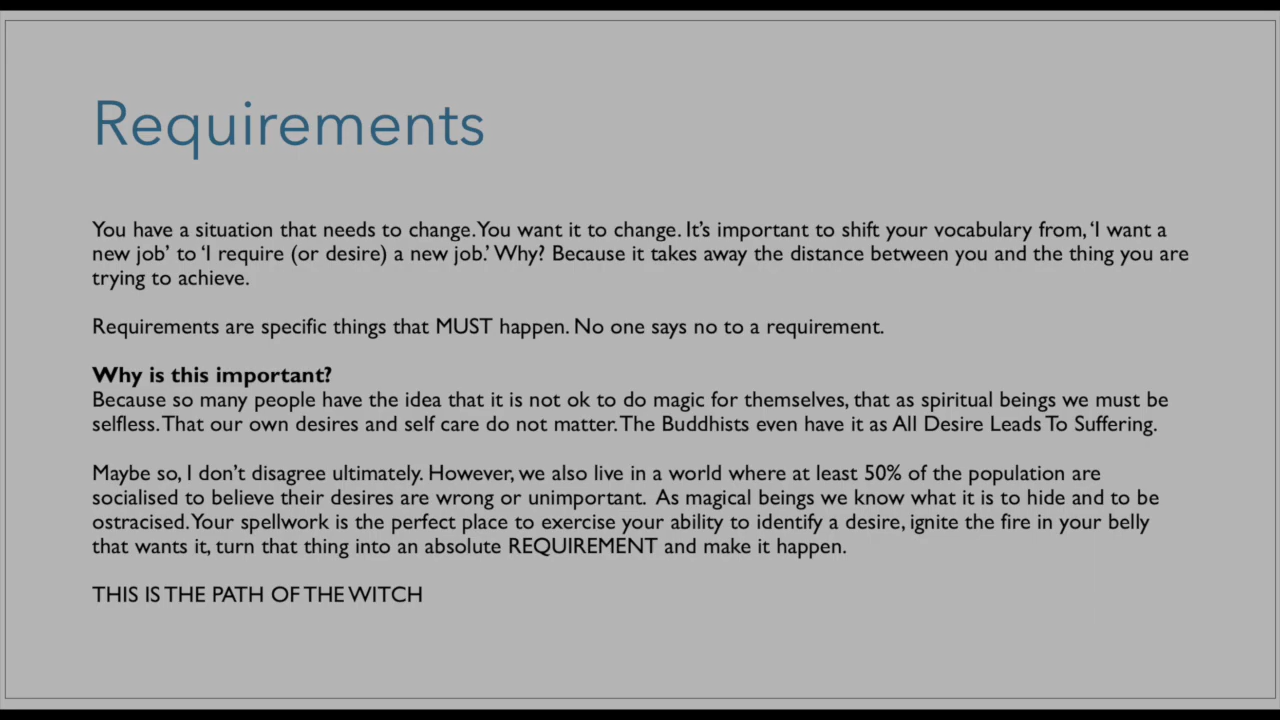 Requirements
You have a situation that needs to change. You want it to change. It's important to shift your vocabulary from, 'I want a
new job' to 'I require (or desire) a new job.' Why? Because it takes away the distance between you and the thing you are
trying to achieve.
Requirements are specific things that MUST happen. No one says no to a requirement.
Why is this important?
Because so many people have the idea that it is not ok to do magic for themselves, that as spiritual beings we must be
selfless. That our own desires and self care do not matter. The Buddhists even have it as All Desire Leads To Suffering.
Maybe so, I don't disagree ultimately. However, we also live in a world where at least 50% of the population are
socialised to believe their desires are wrong or unimportant.  As magical beings we know what it is to hide and to be
ostracised. Your spellwork is the perfect place to exercise your ability to identify a desire, ignite the fire in your belly
that wants it, turn that thing into an absolute REQUIREMENT and make it happen.
THIS IS THE PATH OF THE WITCH